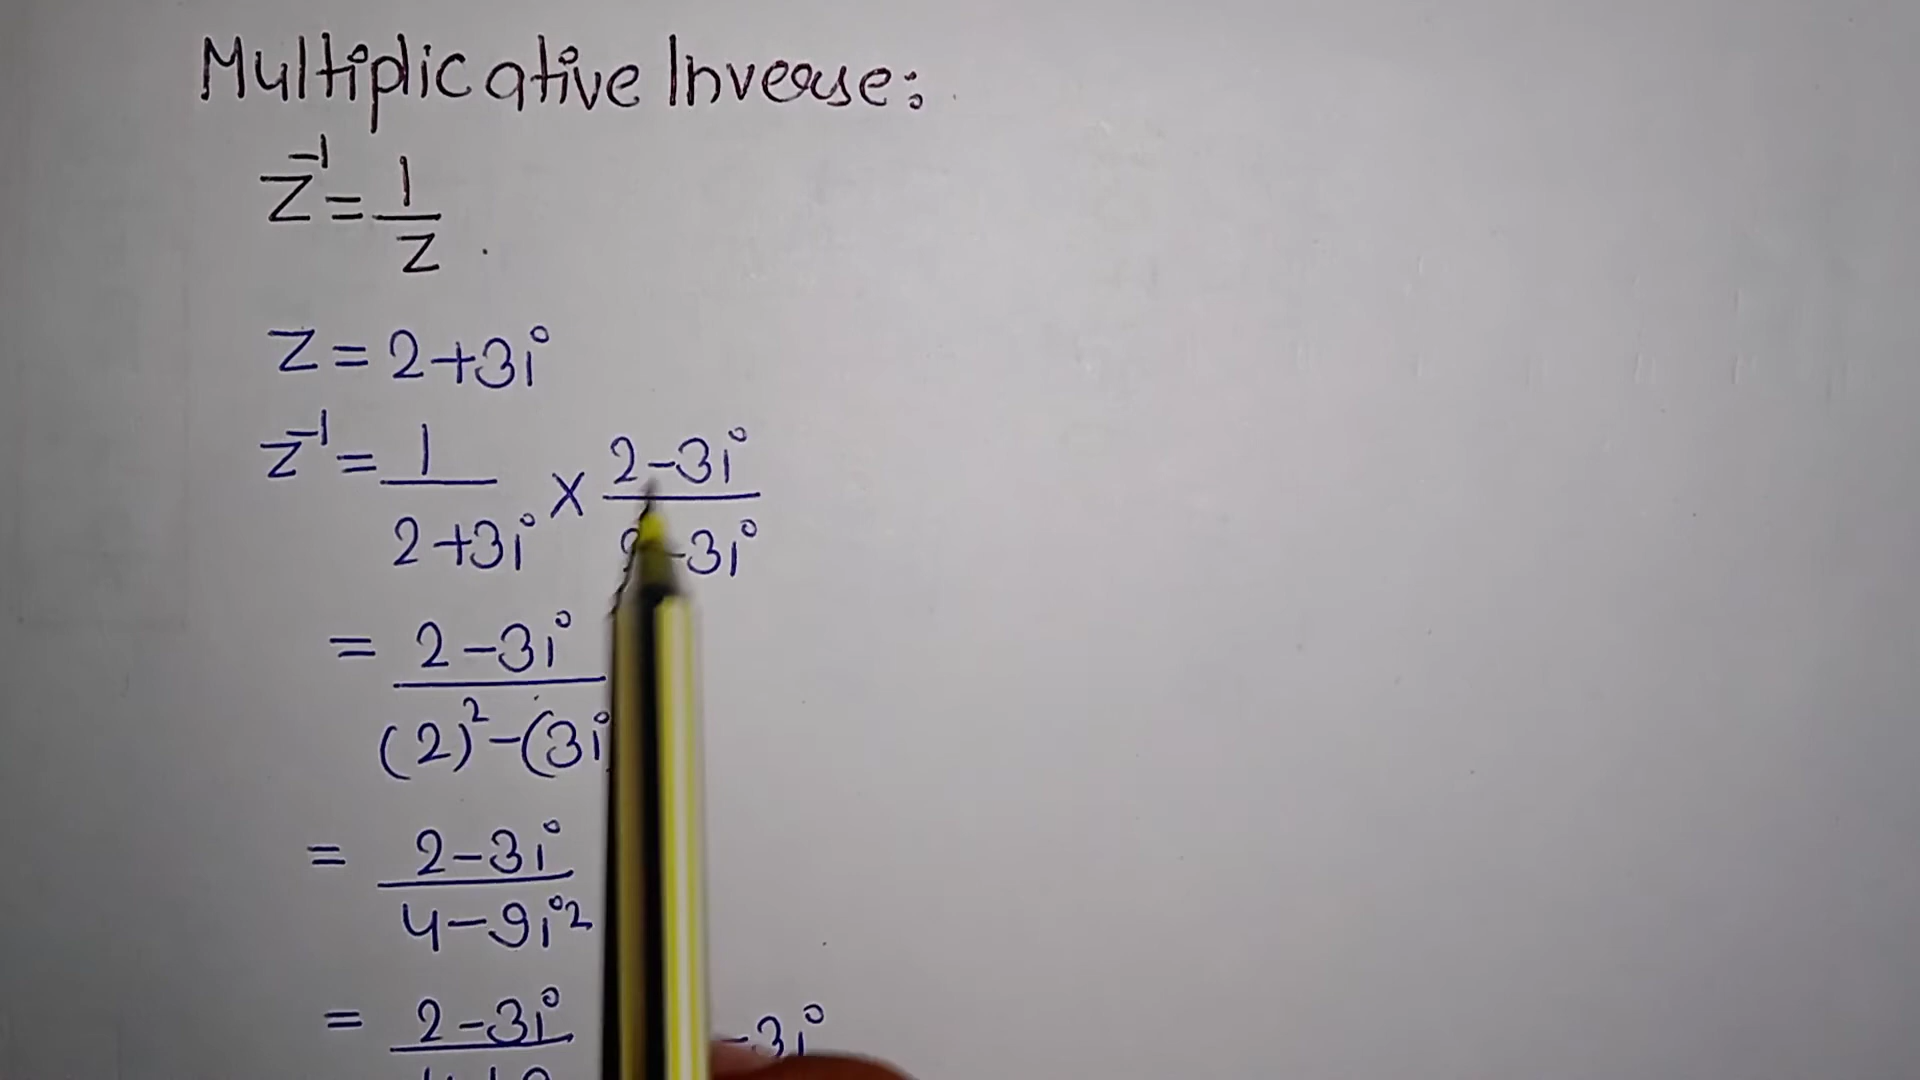 Multiplicative Inverse:
z⁻¹ = 1/z
z = 2+3i
z⁻¹ = 1/(2+3i) × (2-3i)/(2-3i)
= (2-3i)/((2)²-(3i
= (2-3i)/(4-9i²)
= 2-3i -3i